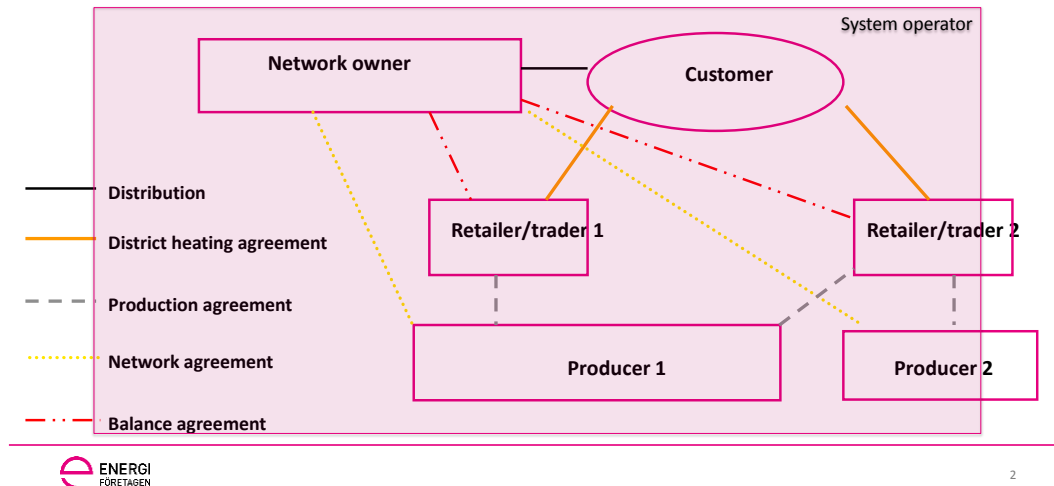 System operator
Network owner
Customer
Distribution
Retailer/trader 1
Retailer/trader 2
District heating agreement
Production agreement
Network agreement
Producer 1
Producer 2
Balance agreement
ENERGI
FÖRETAGEN
2